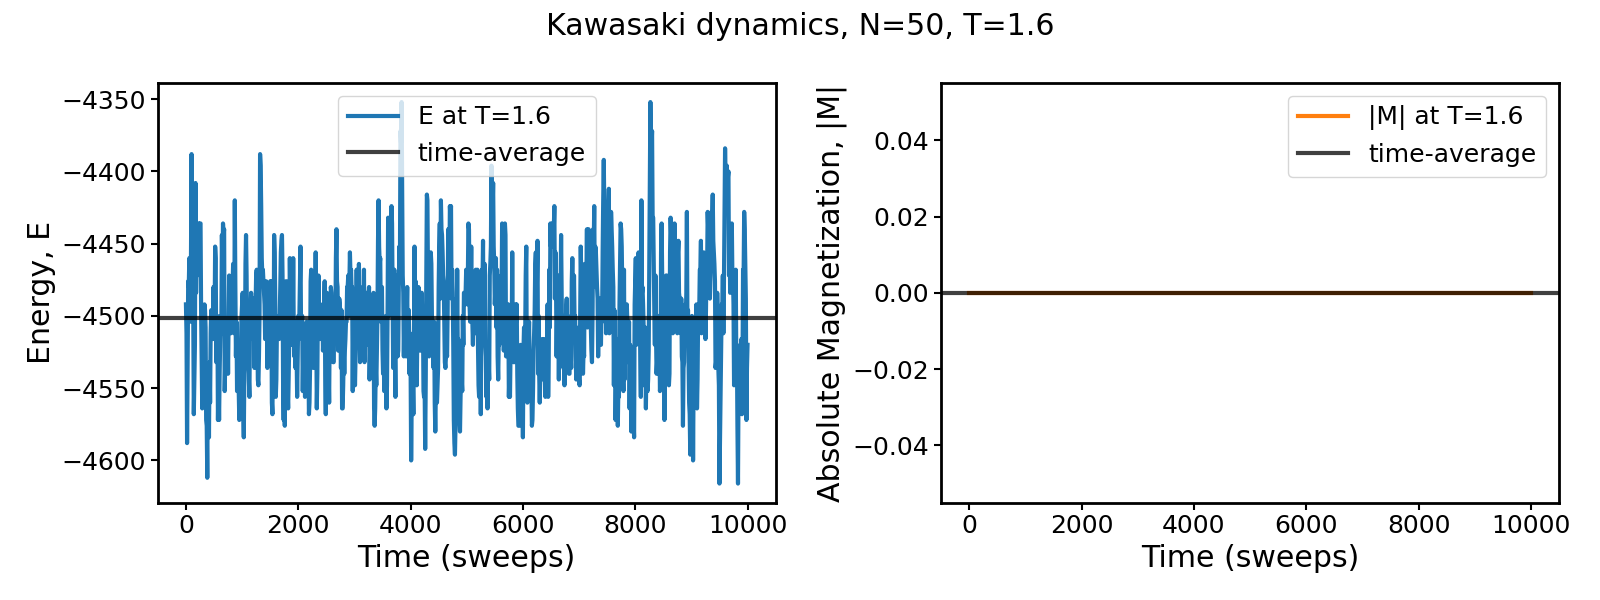 Kawasaki dynamics, N=50, T=1.6
Energy, E
−4350
−4400
−4450
−4500
−4550
−4600
E at T=1.6
time-average
0
2000
4000
6000
8000
10000
Time (sweeps)
Absolute Magnetization, |M|
0.04
0.02
0.00
−0.02
−0.04
|M| at T=1.6
time-average
0
2000
4000
6000
8000
10000
Time (sweeps)